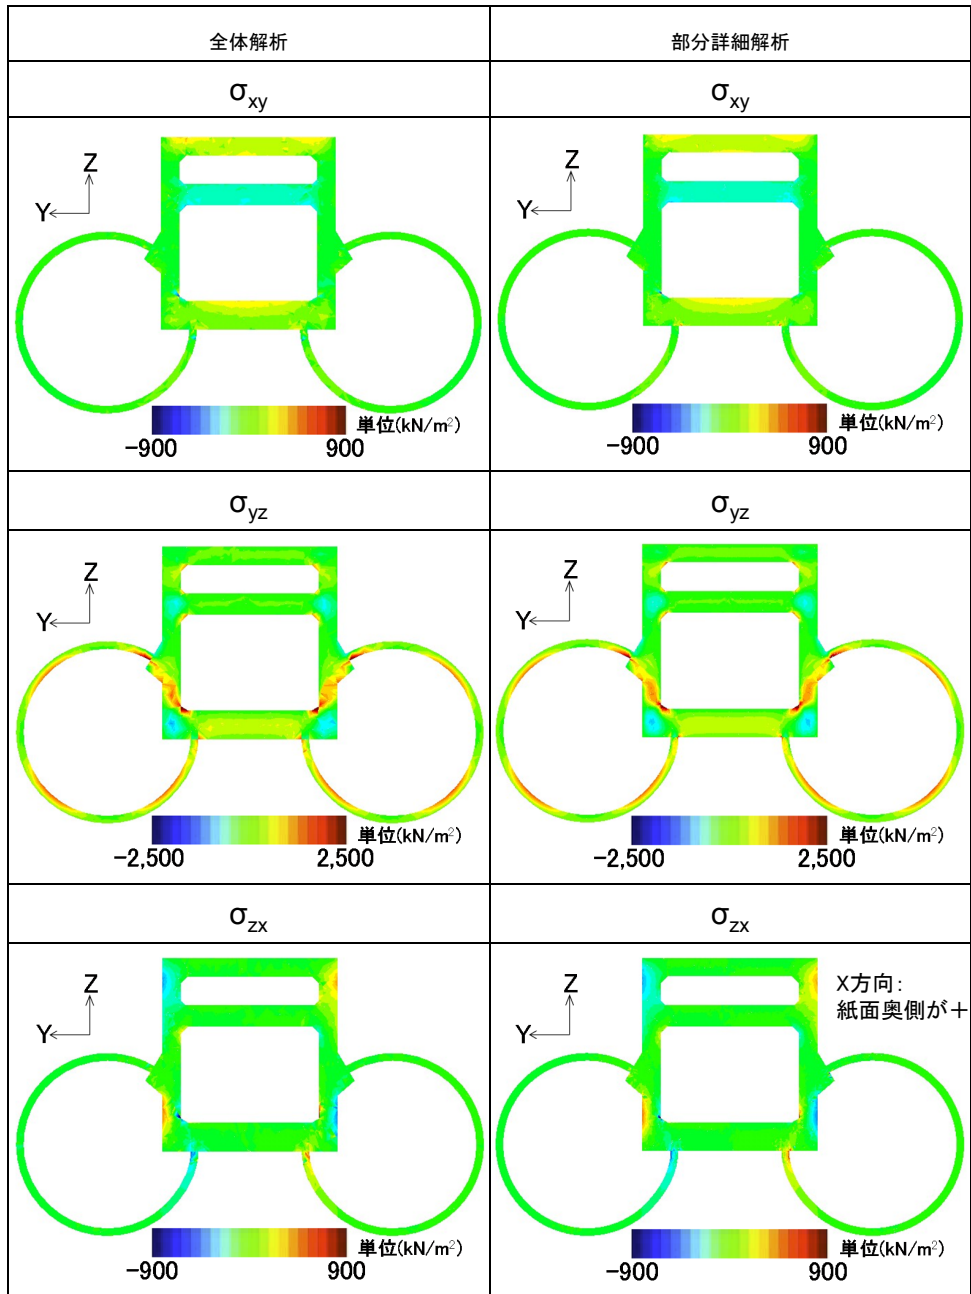 全体解析
部分詳細解析
σxy
σxy
Z
Y
単位(kN/m²)
-900
900
Z
Y
単位(kN/m²)
-900
900
σyz
σyz
Z
Y
単位(kN/m²)
-2,500
2,500
Z
Y
単位(kN/m²)
-2,500
2,500
σzx
σzx
Z
Y
単位(kN/m²)
-900
900
Z
Y
X方向:
紙面奥側が＋
単位(kN/m²)
-900
900